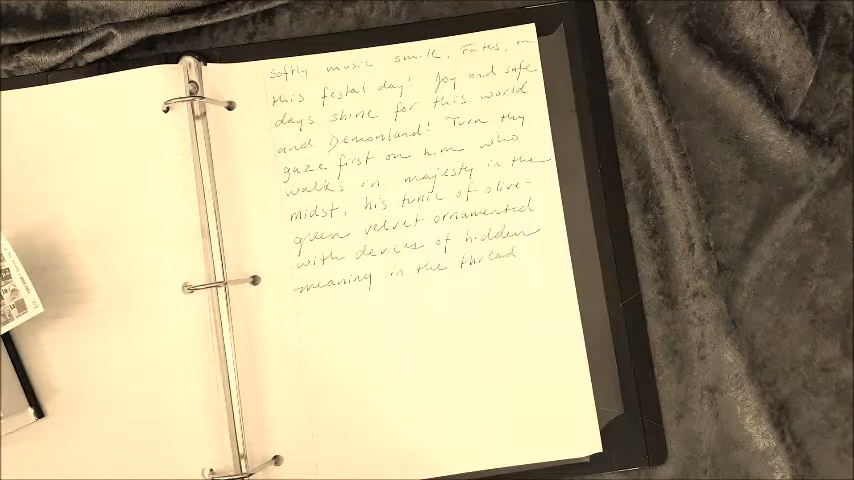 softly music smile, Fates, on
this festal day! Joy and safe
days shine for this world
and Demonland! Turn thy
gaze first on him who
walks in majesty in the
midst, his tunic of olive-
green velvet ornamented
with devices of hidden
meaning in the thread